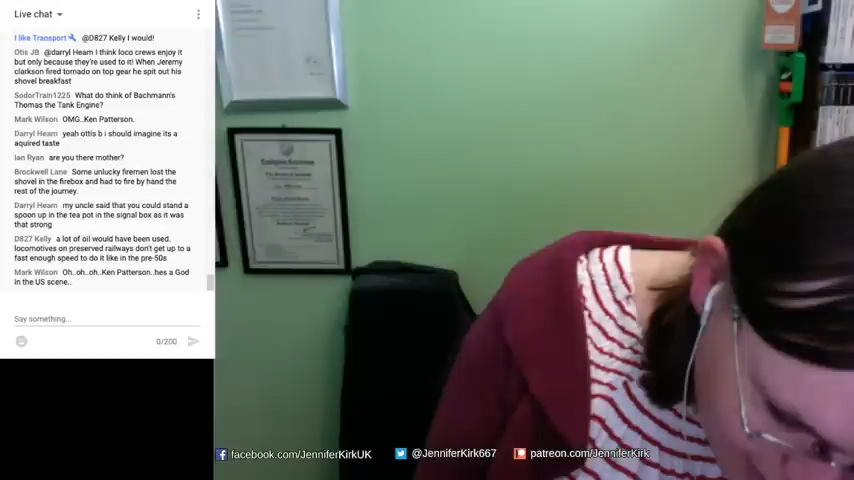 Live chat
I like Transport @D827 Kelly I would!
Otis JB @darryl Hearn I think loco crews enjoy it
but only because they're used to it! When Jeremy
clarkson fired tornado on top gear he spit out his
shovel breakfast
SodorTrain1225 What do think of Bachmann's
Thomas the Tank Engine?
Mark Wilson OMG..Ken Patterson.
Darryl Hearn yeah ottis b i should imagine its a
aquired taste
Ian Ryan are you there mother?
Brockwell Lane Some unlucky firemen lost the
shovel in the firebox and had to fire by hand the
rest of the journey.
Darryl Hearn my uncle said that you could stand a
spoon up in the tea pot in the signal box as it was
that strong
D827 Kelly a lot of oil would have been used.
locomotives on preserved railways don't get up to a
fast enough speed to do it like in the pre-50s
Mark Wilson Oh..oh..oh..Ken Patterson..hes a God
in the US scene..
Say something...
0/200
facebook.com/JenniferKirkUK @JenniferKirk667 patreon.com/JenniferKirk